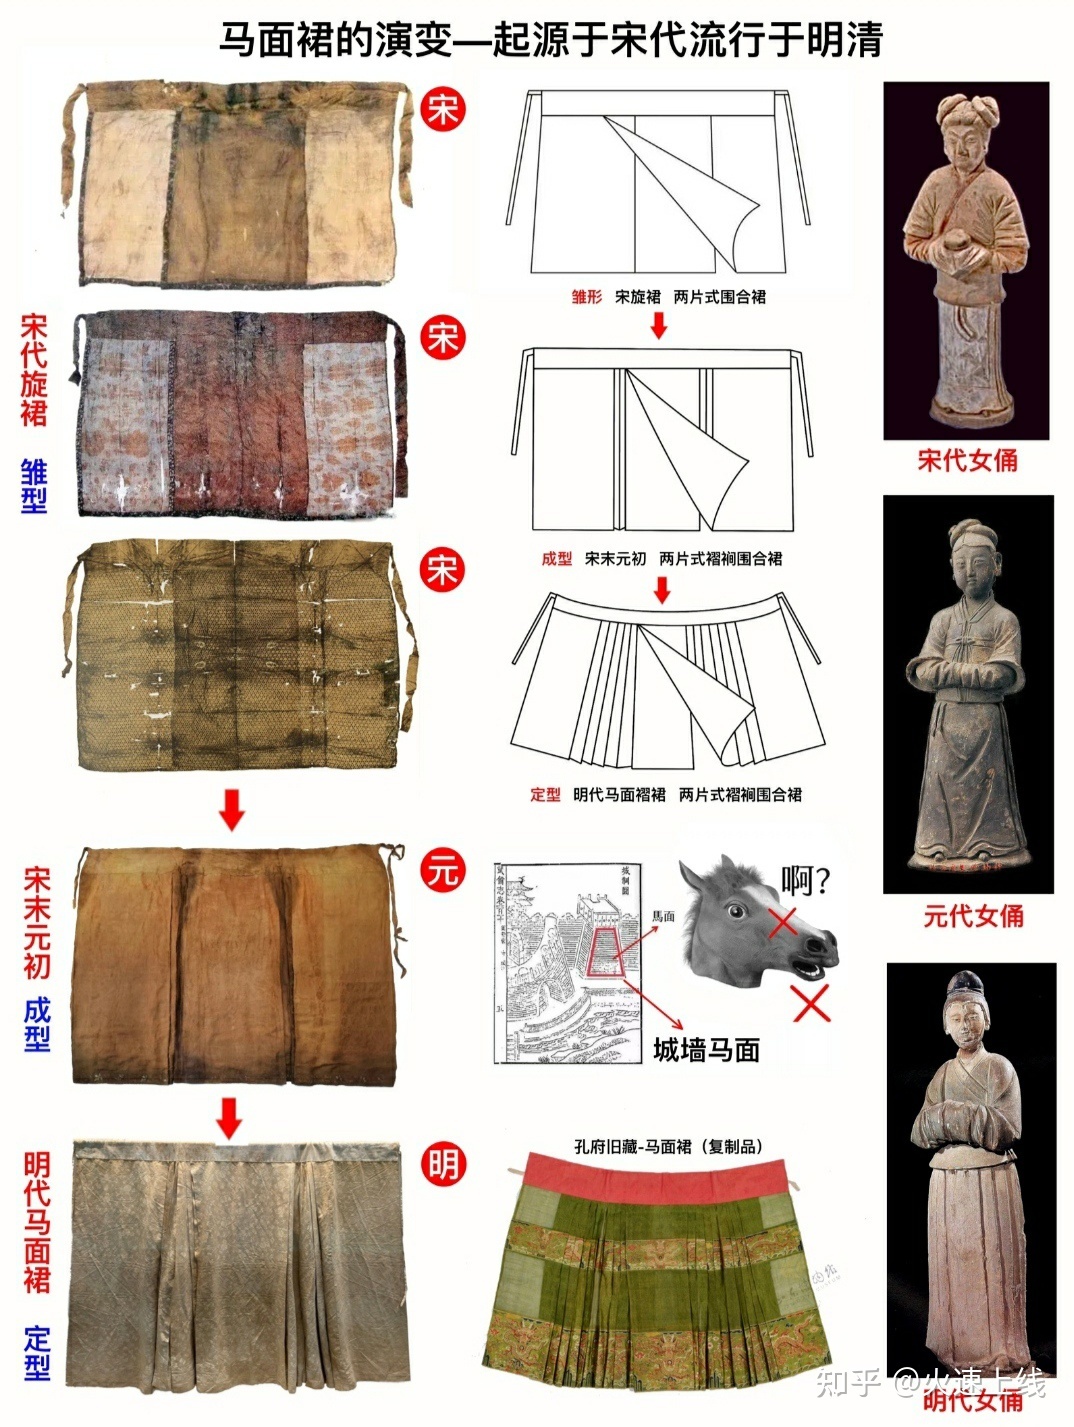 马面裙的演变—起源于宋代流行于明清
宋
雏形 宋旋裙 两片式围合裙
宋代旋裙 雏型
宋
宋代女俑
成型 宋末元初 两片式褶裥围合裙
宋
定型 明代马面褶裙 两片式褶裥围合裙
宋末元初 成型
元
城制图
馬面
啊?
城墙马面
元代女俑
明代马面裙 定型
明
孔府旧藏-马面裙（复制品）
知乎 @火速上线
明代女俑